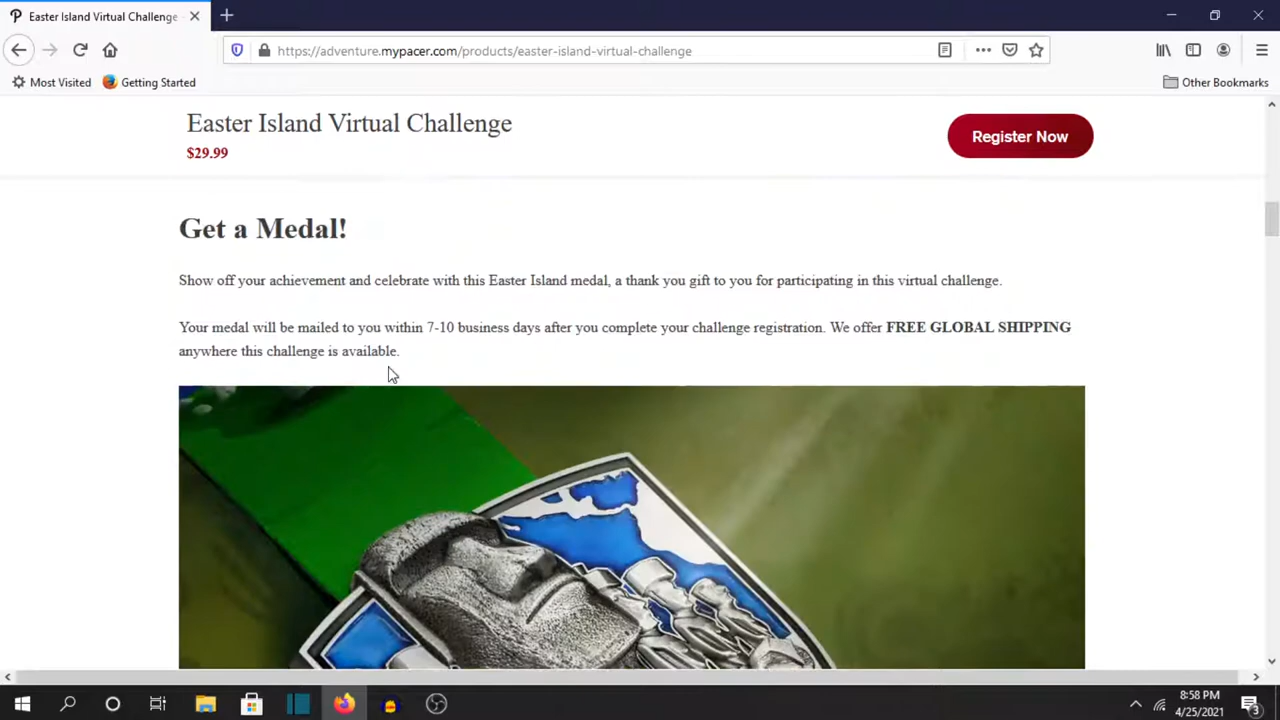 Easter Island Virtual Challenge
https://adventure.mypacer.com/products/easter-island-virtual-challenge
Most Visited
Getting Started
Other Bookmarks
Easter Island Virtual Challenge
$29.99
Register Now
Get a Medal!
Show off your achievement and celebrate with this Easter Island medal, a thank you gift to you for participating in this virtual challenge.
Your medal will be mailed to you within 7-10 business days after you complete your challenge registration. We offer FREE GLOBAL SHIPPING
anywhere this challenge is available.
8:58 PM
4/25/2021
3